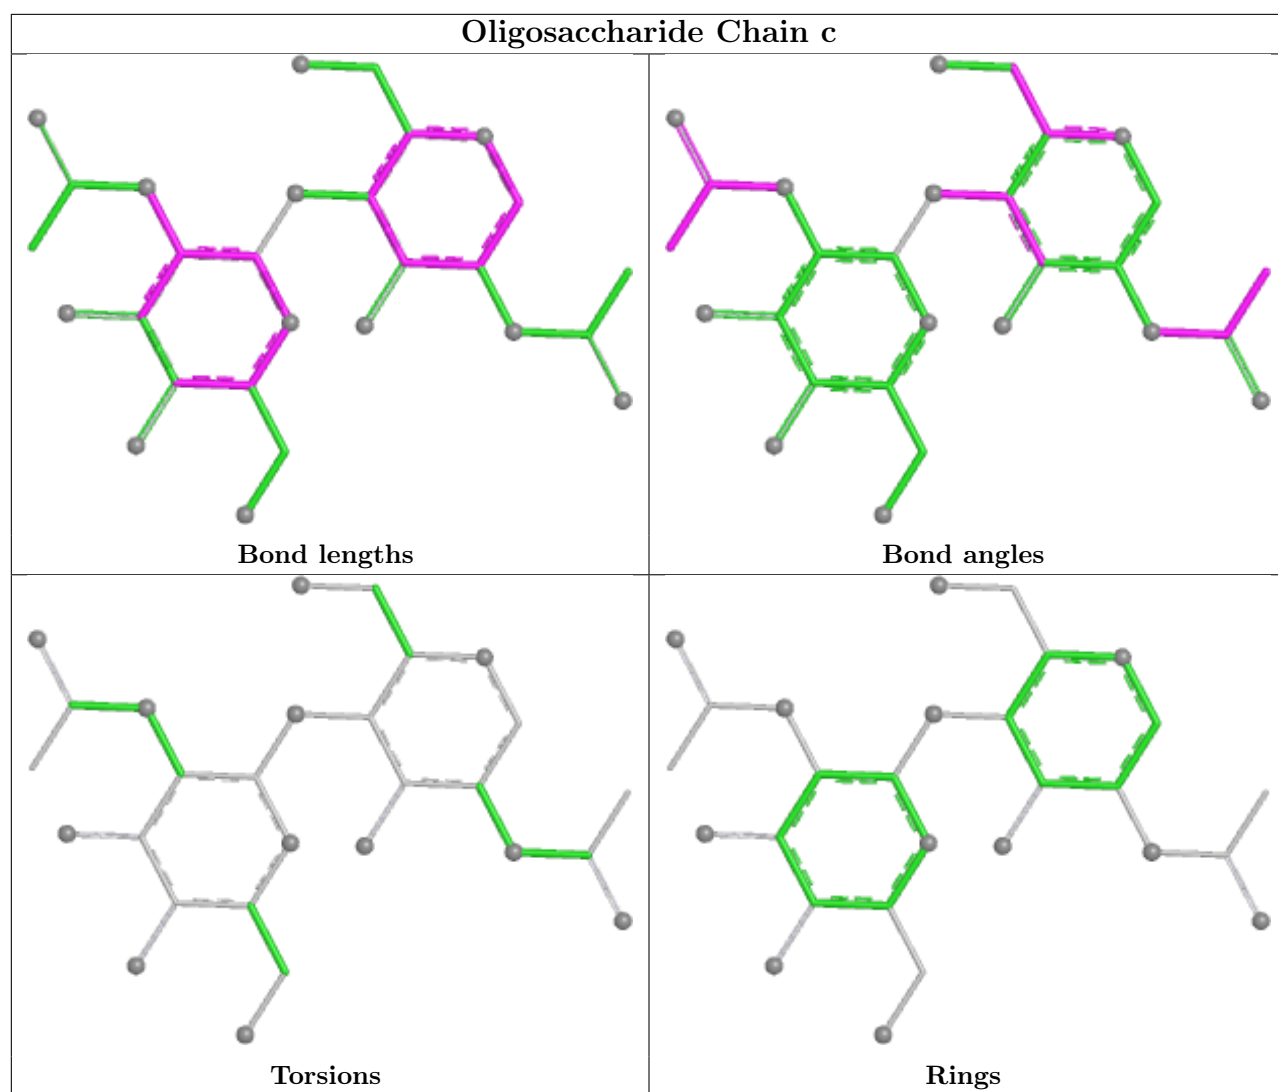 Oligosaccharide Chain c
Bond lengths
Bond angles
Torsions
Rings